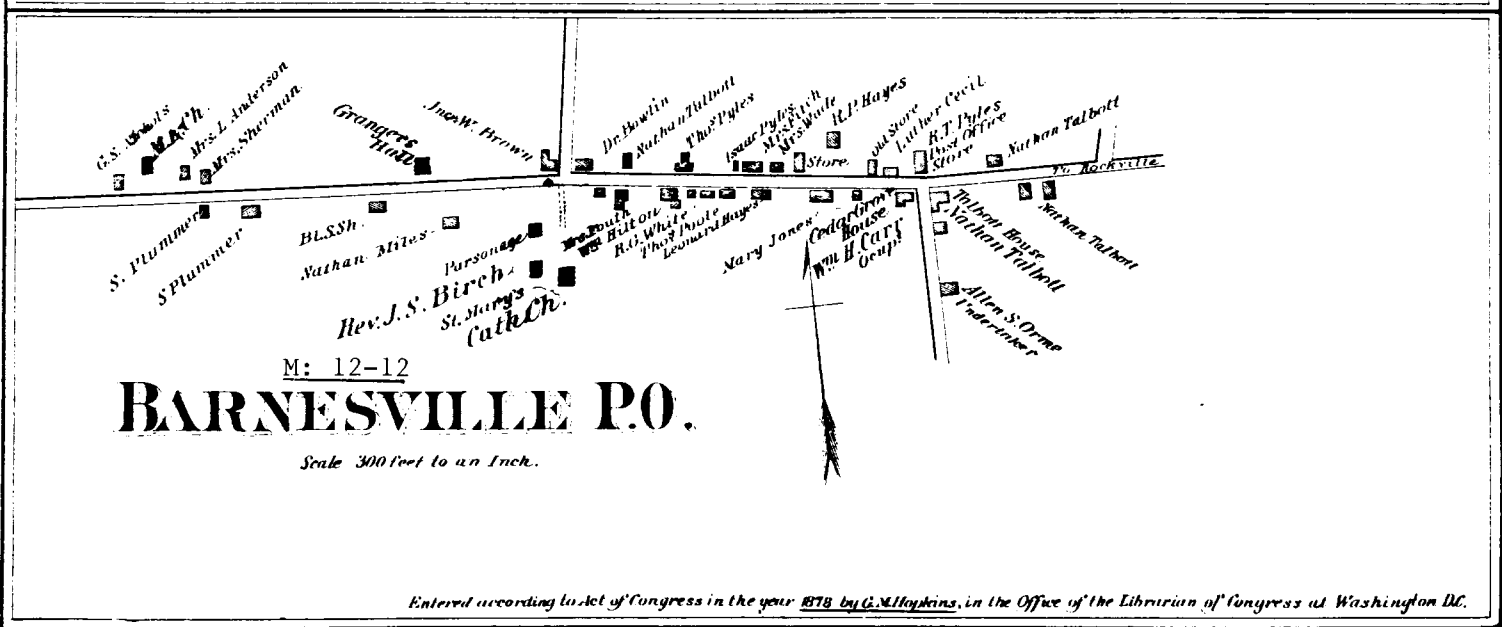 G.S. Nichols
M.E.Ch.
Mrs. L. Anderson
Mrs. Sherman
Grangers
Hall
Jno. W. Brown
Dr. Bowlin
Nathan Talbott
Thos Pyles
Isaac Pyles
Mrs. Fitch
Mrs. Wade
Store
R.P. Hayes
Old Store
Luther Cecil
R.T. Pyles
Post Office
Store
Nathan Talbott
To Rockville
S. Plummer
S Plummer
Bl.S.Sh.
Nathan Miles
Parsonage
Rev. J. S. Birch
St. Mary's
Cath. Ch.
Mrs.
Wm Hilton
R.G. White
Thos Poole
Leonard Hayes
Mary Jones
Cedar Grove
House
Wm H. Carr
Ocup!
Talbott House
Nathan Talbott
Nathan Talbott
Allen S. Orme
Undertaker
M: 12-12
BARNESVILLE P.O.
Scale 300 feet to an Inch.
Entered according to Act of Congress in the year 1878 by G.M.Hopkins, in the Office of the Librarian of Congress at Washington D.C.